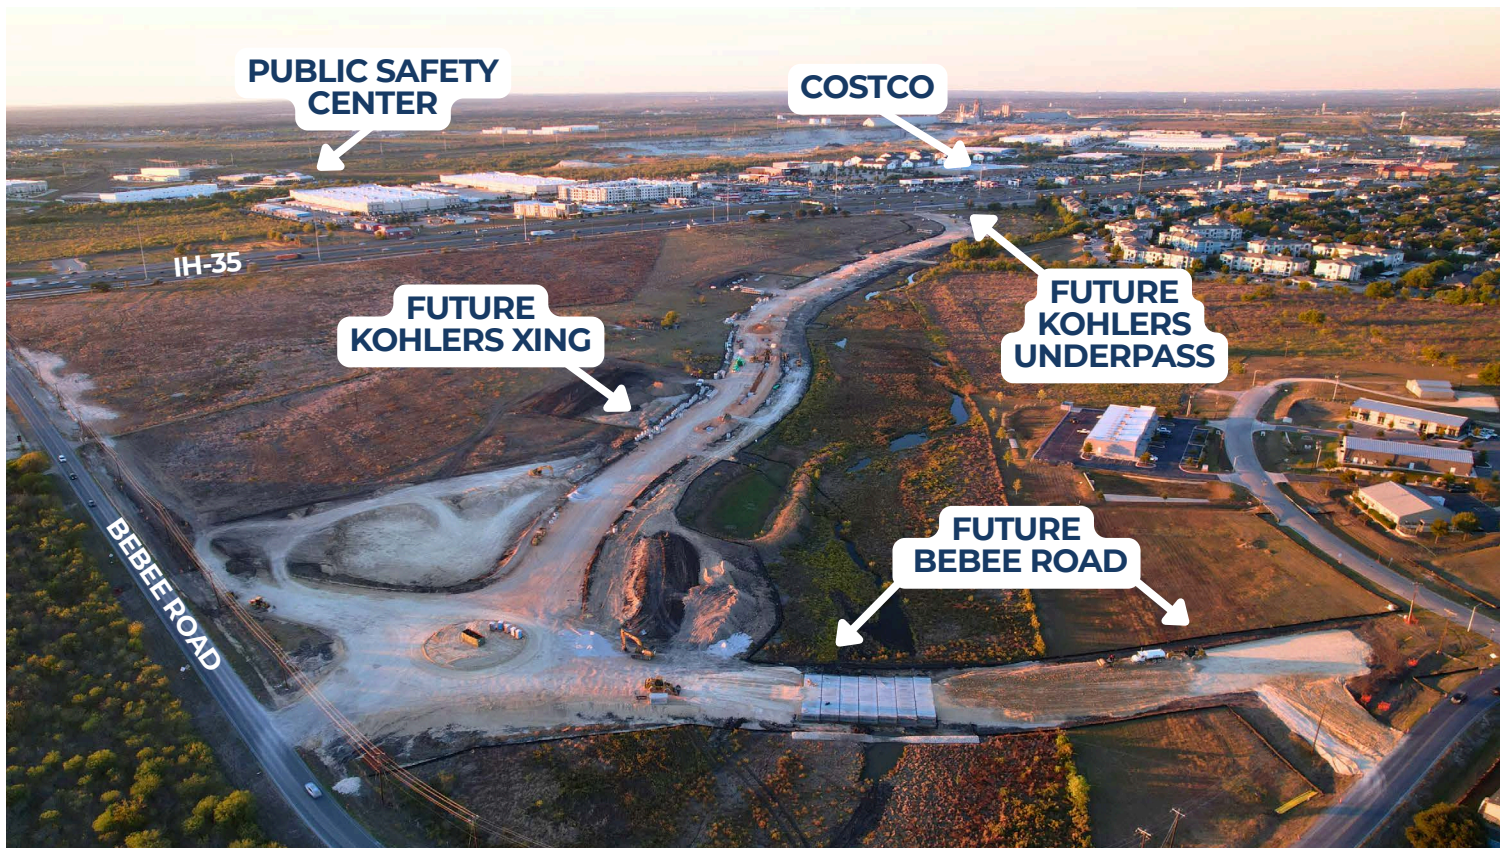 PUBLIC SAFETY
CENTER
COSTCO
IH-35
FUTURE
KOHLERS XING
FUTURE
KOHLERS
UNDERPASS
FUTURE
BEBEE ROAD
BEBEE ROAD